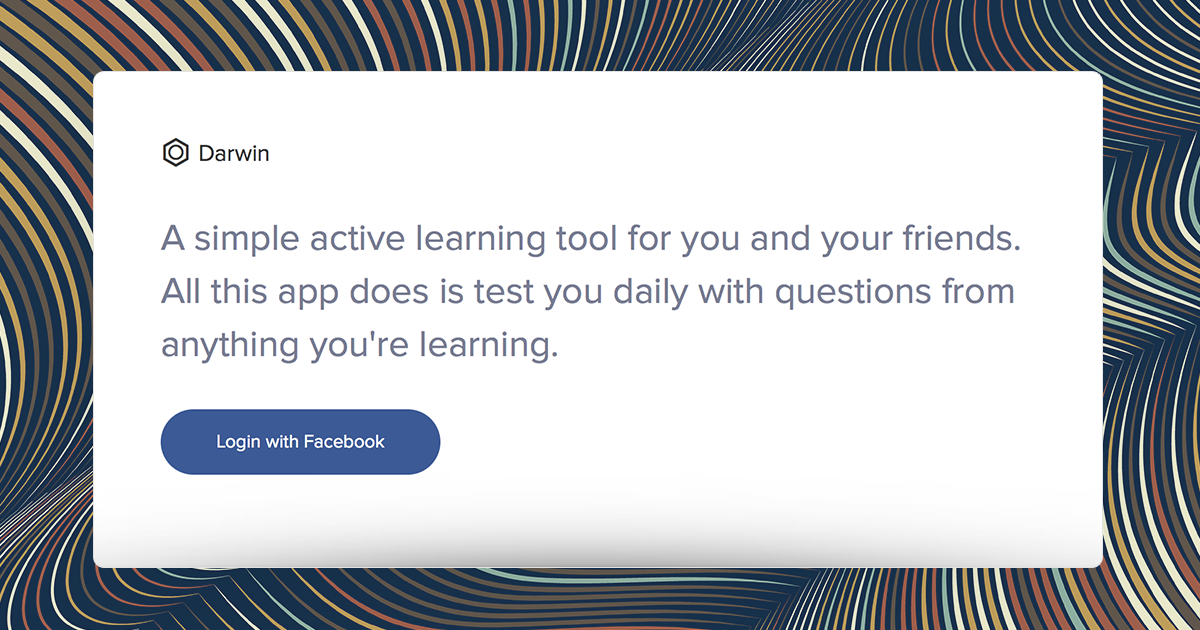 Darwin
A simple active learning tool for you and your friends.
All this app does is test you daily with questions from
anything you're learning.
Login with Facebook